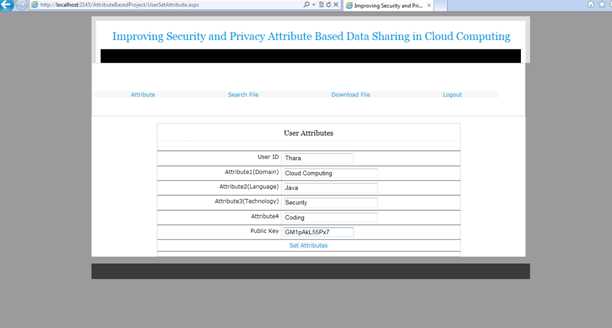 http://localhost:2145/AttributeBasedProject/UserSetAttribute.aspx
Improving Security and Pri...
Improving Security and Privacy Attribute Based Data Sharing in Cloud Computing
Attribute Search File Download File Logout
User Attributes
User ID Thara
Attribute1(Domain) Cloud Computing
Attribute2(Language) Java
Attribute3(Technology) Security
Attribute4 Coding
Public Key GM1pAkL55Px7
Set Attributes